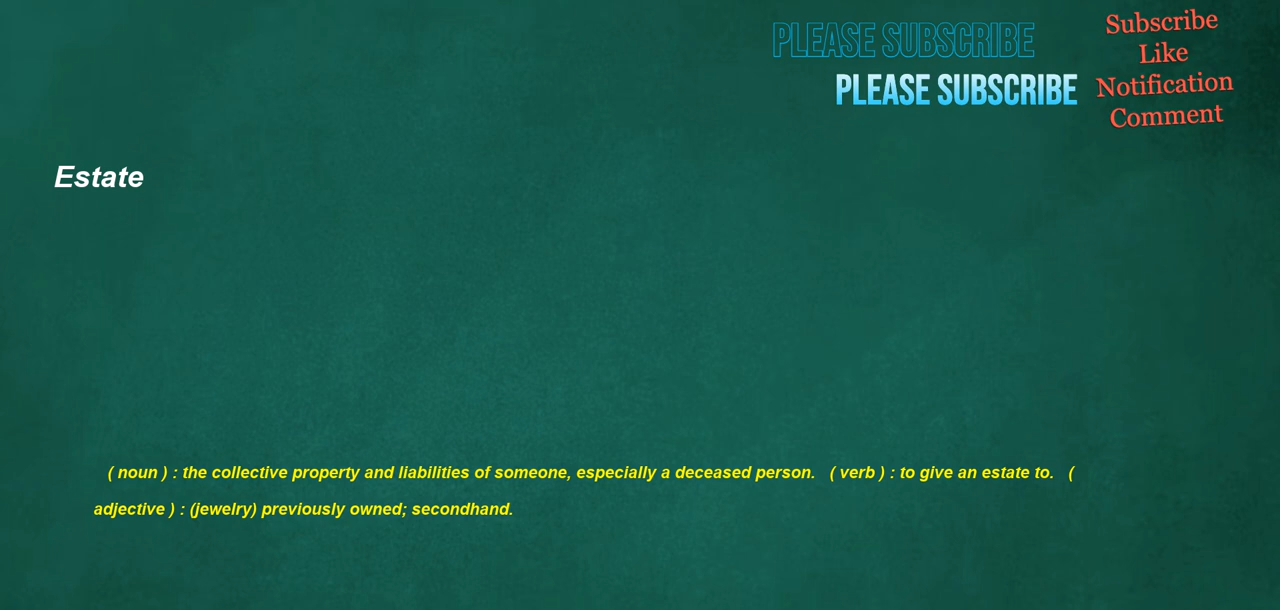 PLEASE SUBSCRIBE
PLEASE SUBSCRIBE
Subscribe
Like
Notification
Comment
Estate
( noun ) : the collective property and liabilities of someone, especially a deceased person.   ( verb ) : to give an estate to.   (
adjective ) : (jewelry) previously owned; secondhand.